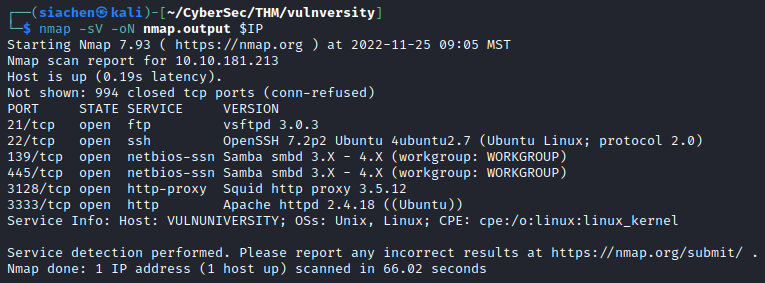 ┌──(siachen㉿kali)-[~/CyberSec/THM/vulnversity]
└─$ nmap -sV -oN nmap.output $IP
Starting Nmap 7.93 ( https://nmap.org ) at 2022-11-25 09:05 MST
Nmap scan report for 10.10.181.213
Host is up (0.19s latency).
Not shown: 994 closed tcp ports (conn-refused)
PORT     STATE SERVICE     VERSION
21/tcp   open  ftp         vsftpd 3.0.3
22/tcp   open  ssh         OpenSSH 7.2p2 Ubuntu 4ubuntu2.7 (Ubuntu Linux; protocol 2.0)
139/tcp  open  netbios-ssn Samba smbd 3.X - 4.X (workgroup: WORKGROUP)
445/tcp  open  netbios-ssn Samba smbd 3.X - 4.X (workgroup: WORKGROUP)
3128/tcp open  http-proxy  Squid http proxy 3.5.12
3333/tcp open  http        Apache httpd 2.4.18 ((Ubuntu))
Service Info: Host: VULNUNIVERSITY; OSs: Unix, Linux; CPE: cpe:/o:linux:linux_kernel
Service detection performed. Please report any incorrect results at https://nmap.org/submit/ .
Nmap done: 1 IP address (1 host up) scanned in 66.02 seconds